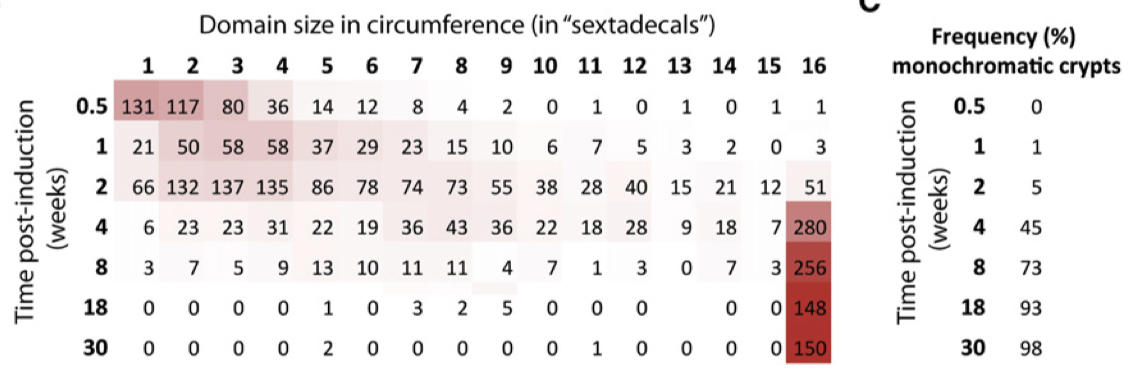 C
Domain size in circumference (in “sextadecals”)
1 2 3 4 5 6 7 8 9 10 11 12 13 14 15 16
Time post-induction
(weeks)
0.5 131 117 80 36 14 12 8 4 2 0 1 0 1 0 1 1
1 21 50 58 58 37 29 23 15 10 6 7 5 3 2 0 3
2 66 132 137 135 86 78 74 73 55 38 28 40 15 21 12 51
4 6 23 23 31 22 19 36 43 36 22 18 28 9 18 7 280
8 3 7 5 9 13 10 11 11 4 7 1 3 0 7 3 256
18 0 0 0 0 1 0 3 2 5 0 0 0 0 0 148
30 0 0 0 0 2 0 0 0 0 0 1 0 0 0 0 150
Frequency (%)
monochromatic crypts
Time post-induction
(weeks)
0.5 0
1 1
2 5
4 45
8 73
18 93
30 98